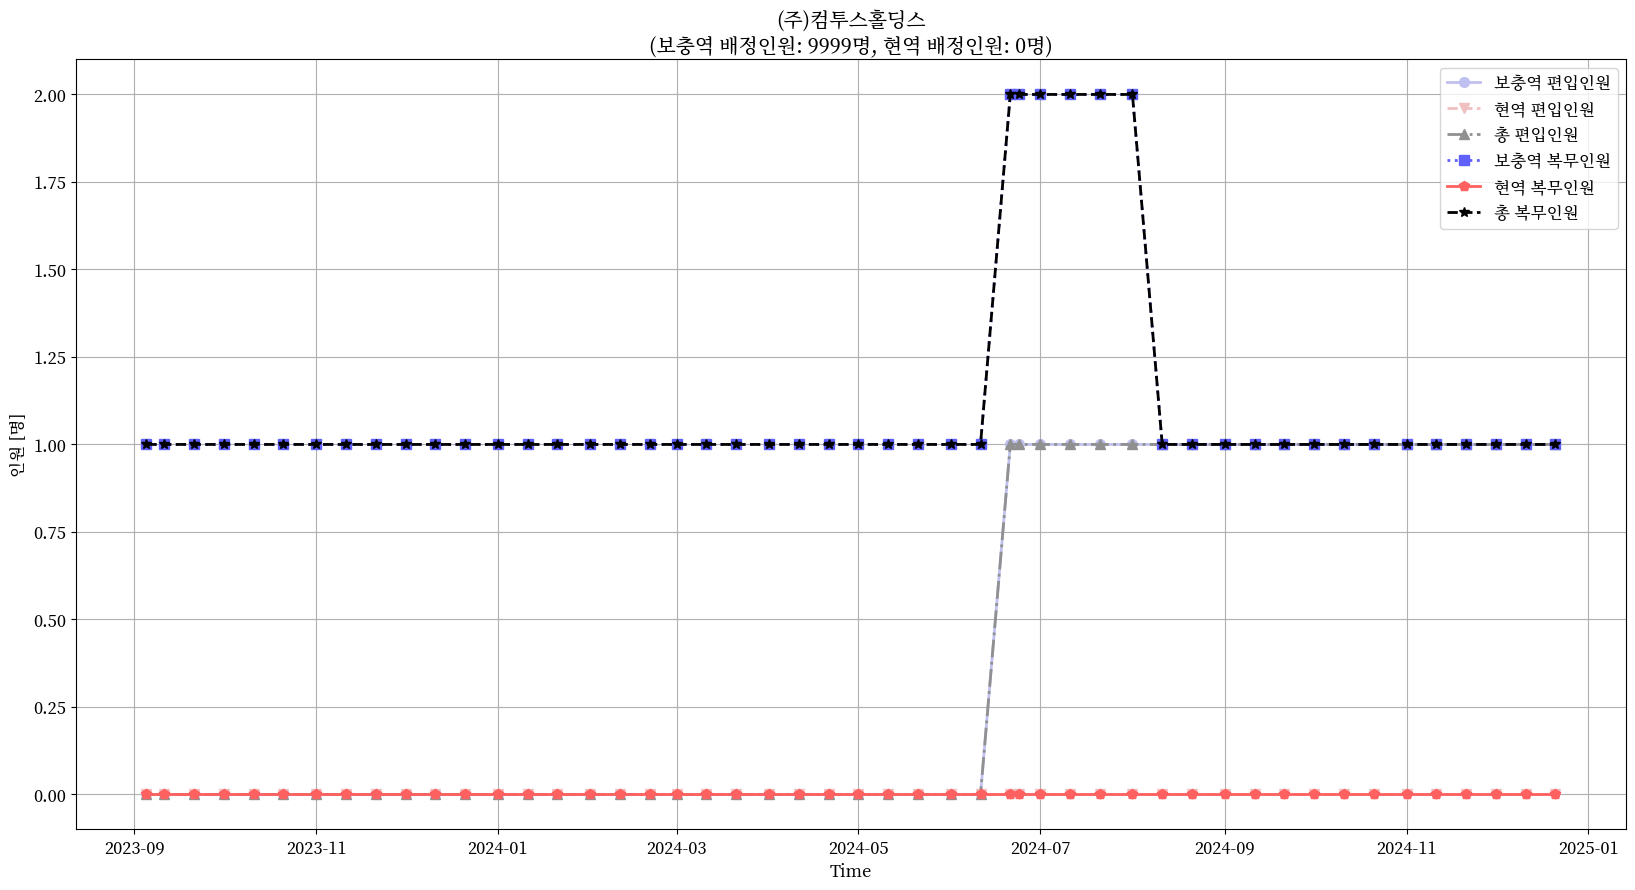 (주)컴투스홀딩스
(보충역 배정인원: 9999명, 현역 배정인원: 0명)
보충역 편입인원
현역 편입인원
총 편입인원
보충역 복무인원
현역 복무인원
총 복무인원
2.00
1.75
1.50
1.25
1.00
0.75
0.50
0.25
0.00
인원 [명]
2023-09 2023-11 2024-01 2024-03 2024-05 2024-07 2024-09 2024-11 2025-01
Time